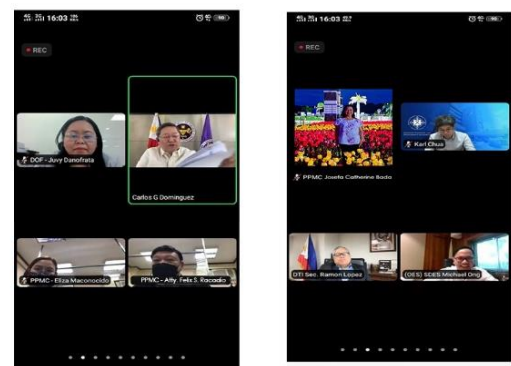 16:03
REC
DOF - Juvy Danofrata
Carlos G Dominguez
PPMC - Eliza Maconocido
PPMC - Atty. Felix S. Racadio
16:03
REC
PPMC Josefa Catherine Bada
Karl Chua
DTI Sec. Ramon Lopez
(OES) SDES Michael Ong